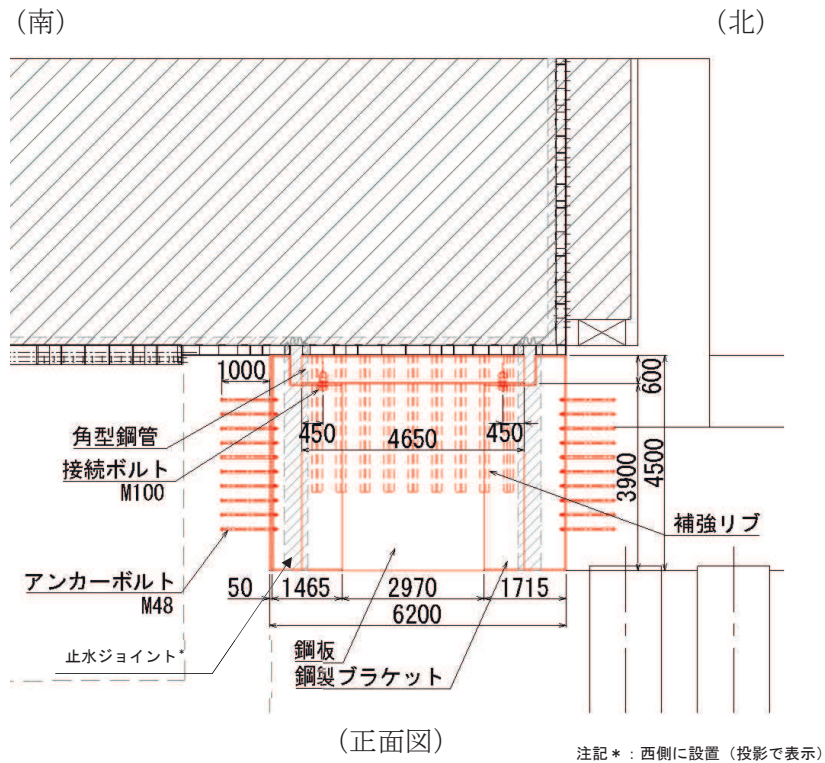 (南)
(北)
1000
600
角型鋼管
450
4650
450
接続ボルト
M100
3900
4500
補強リブ
アンカーボルト
M48
50
1465
2970
1715
6200
止水ジョイント*
鋼板
鋼製ブラケット
(正面図)
注記*:西側に設置(投影で表示)